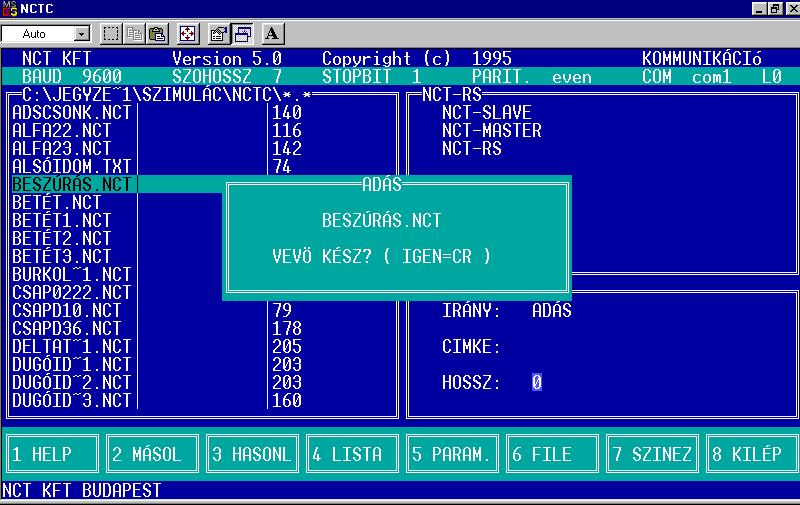 MS DOS NCTC
Auto A
NCT KFT Version 5.0 Copyright (c) 1995 KOMMUNIKÁCIó
BAUD 9600 SZOHOSSZ 7 STOPBIT 1 PARIT. even COM com1 L0
C:\JEGYZE~1\SZIMULÁC\NCTC\*.*
ADSCSONK.NCT 140
ALFA22.NCT 116
ALFA23.NCT 142
ALSÓIDOM.TXT 74
BESZÚRÁS.NCT
BETÉT.NCT
BETÉT1.NCT
BETÉT2.NCT
BETÉT3.NCT
BURKOL~1.NCT
CSAP0222.NCT
CSAPD10.NCT 79
CSAPD36.NCT 178
DELTAT~1.NCT 205
DUGÓID~1.NCT 203
DUGÓID~2.NCT 203
DUGÓID~3.NCT 160
NCT-RS
NCT-SLAVE
NCT-MASTER
NCT-RS
ADÁS
BESZÚRÁS.NCT
VEVÖ KÉSZ? ( IGEN=CR )
IRÁNY: ADÁS
CIMKE:
HOSSZ: 0
1 HELP 2 MÁSOL 3 HASONL 4 LISTA 5 PARAM. 6 FILE 7 SZINEZ 8 KILÉP
NCT KFT BUDAPEST